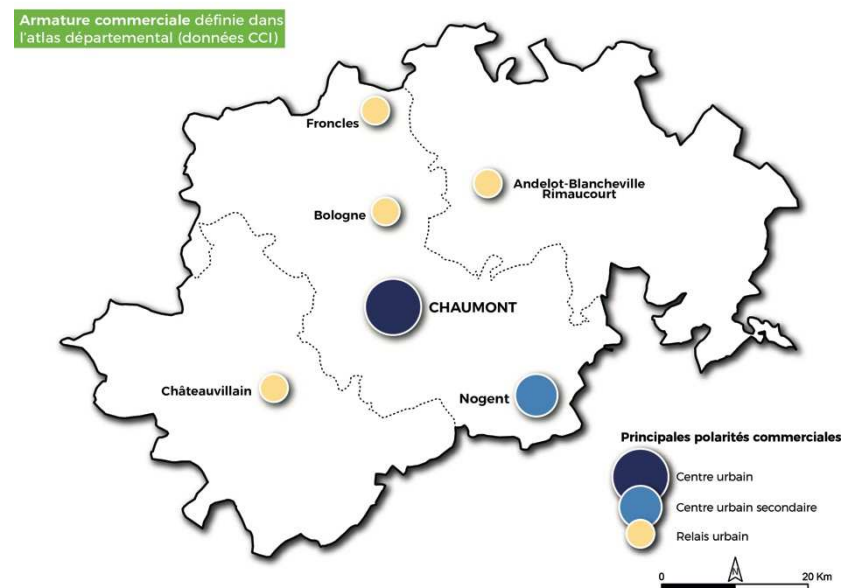 Armature commerciale définie dans
l'atlas départemental (données CCI)
Froncles
Andelot-Blancheville
Rimaucourt
Bologne
CHAUMONT
Châteauvillain
Nogent
Principales polarités commerciales
Centre urbain
Centre urbain secondaire
Relais urbain
N
0 20 Km